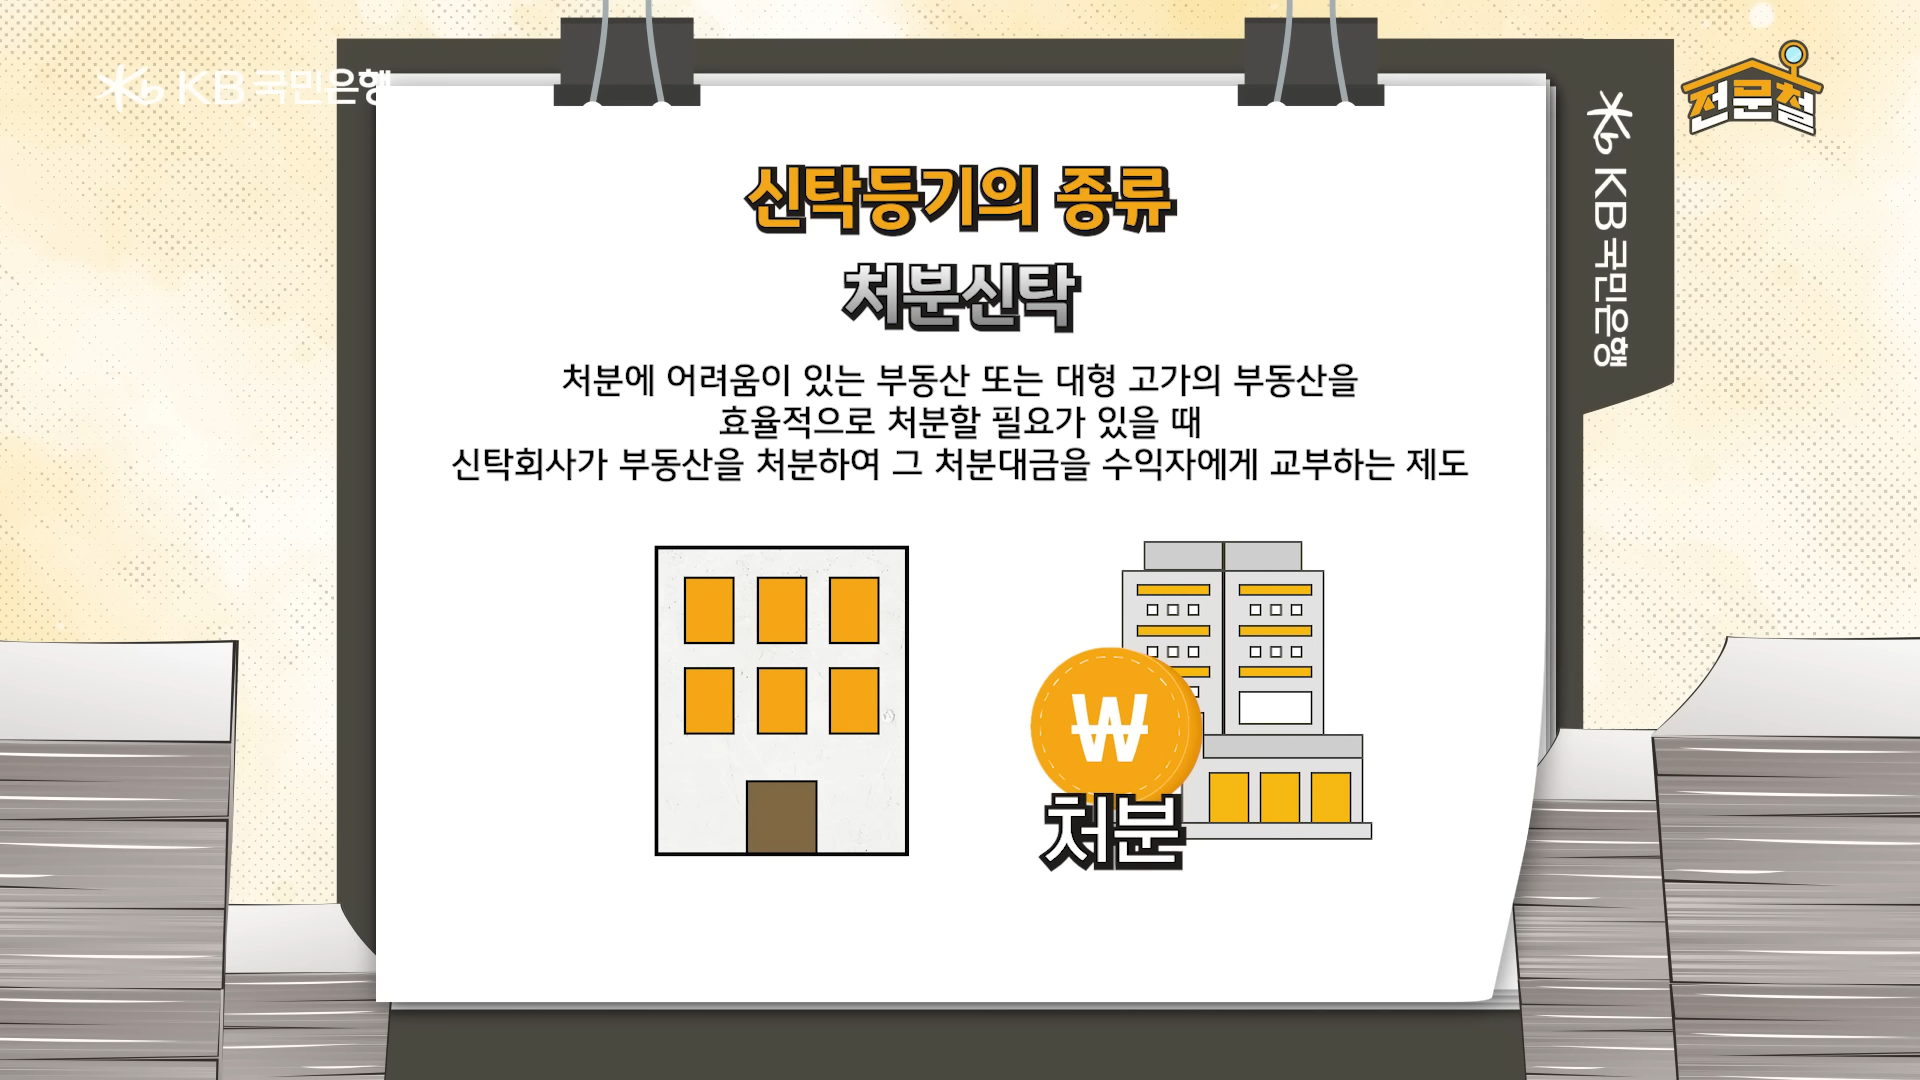 KB 국민은행
전문철
KB 국민은행
신탁등기의 종류
처분신탁
처분에 어려움이 있는 부동산 또는 대형 고가의 부동산을
효율적으로 처분할 필요가 있을 때
신탁회사가 부동산을 처분하여 그 처분대금을 수익자에게 교부하는 제도
₩
처분